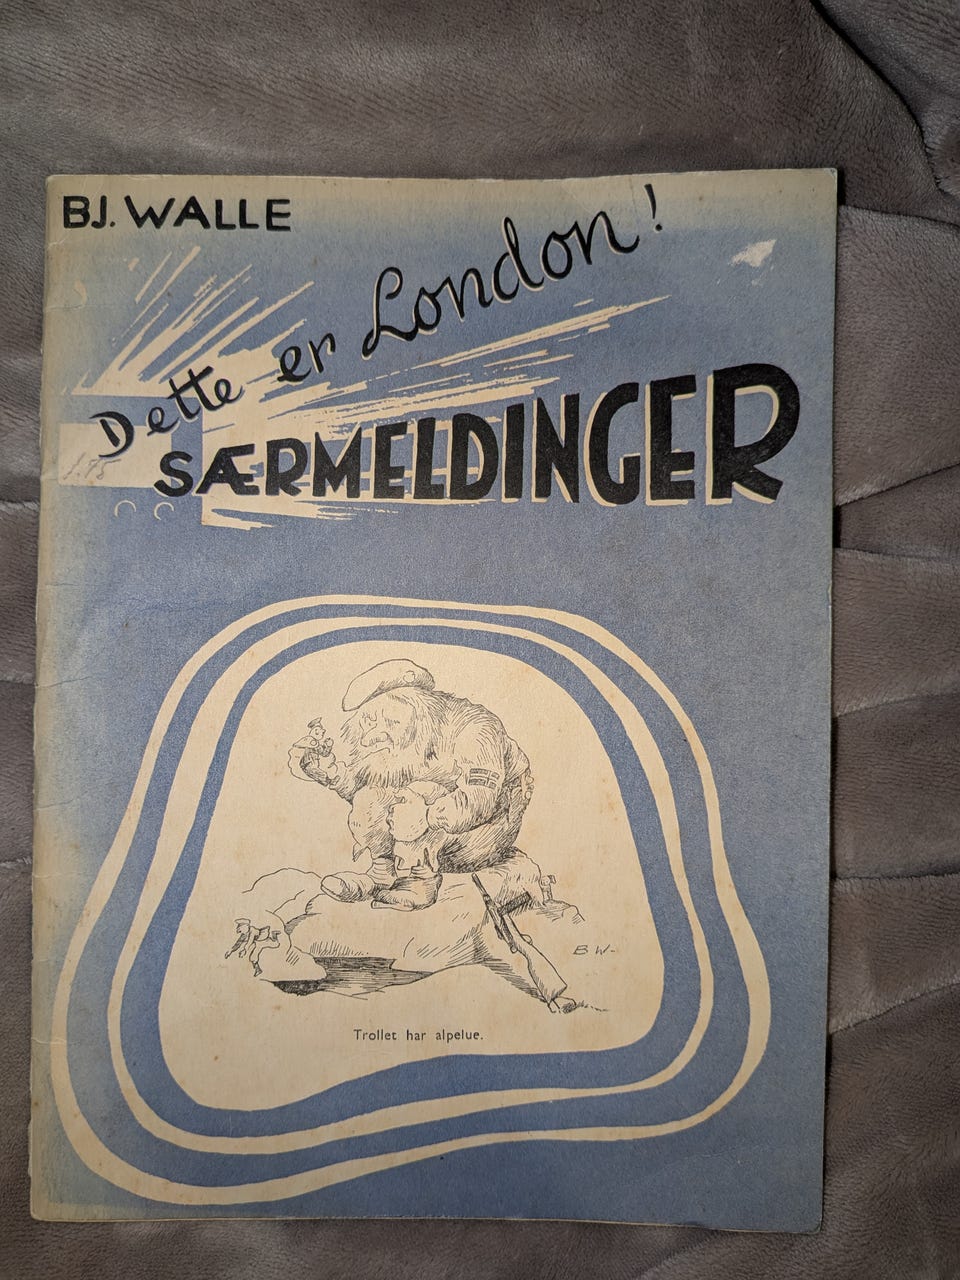 BJ. WALLE
Dette er London!
SÆRMELDINGER
B W-
Trollet har alpelue.